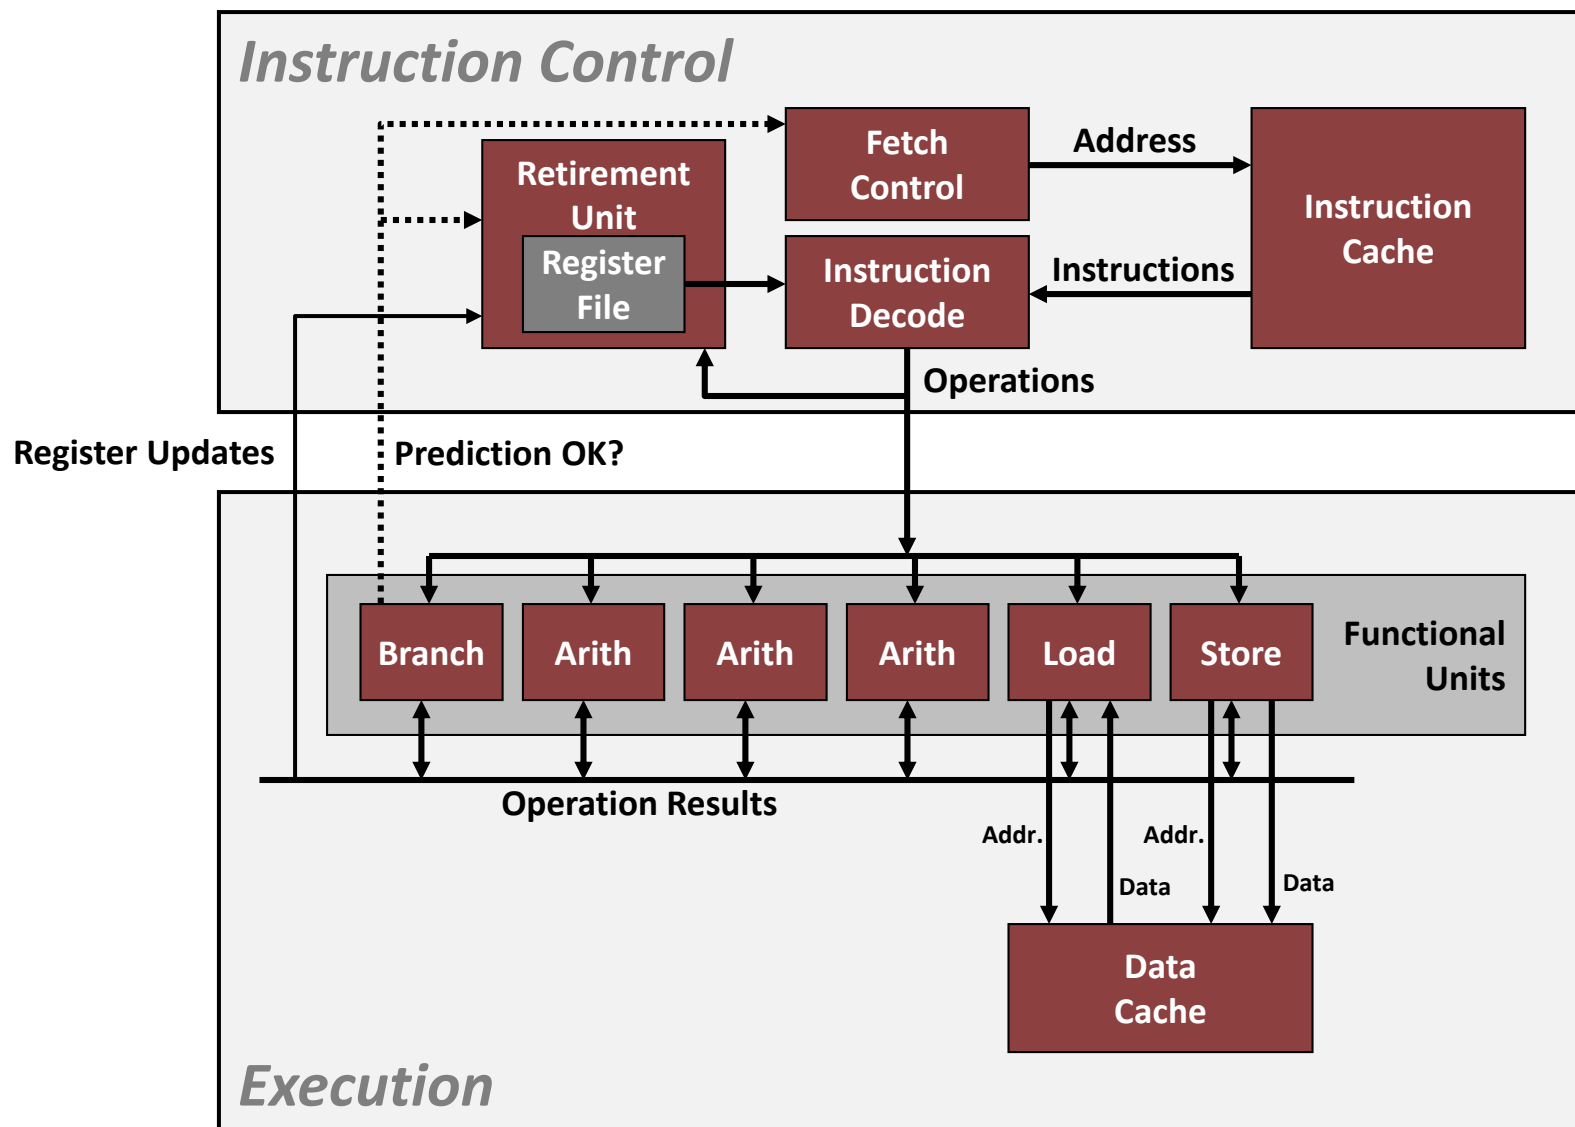 Instruction Control
Fetch
Control
Address
Instruction
Cache
Retirement
Unit
Register
File
Instruction
Decode
Instructions
Operations
Register Updates
Prediction OK?
Branch
Arith
Arith
Arith
Load
Store
Functional
Units
Operation Results
Addr.
Addr.
Data
Data
Data
Cache
Execution